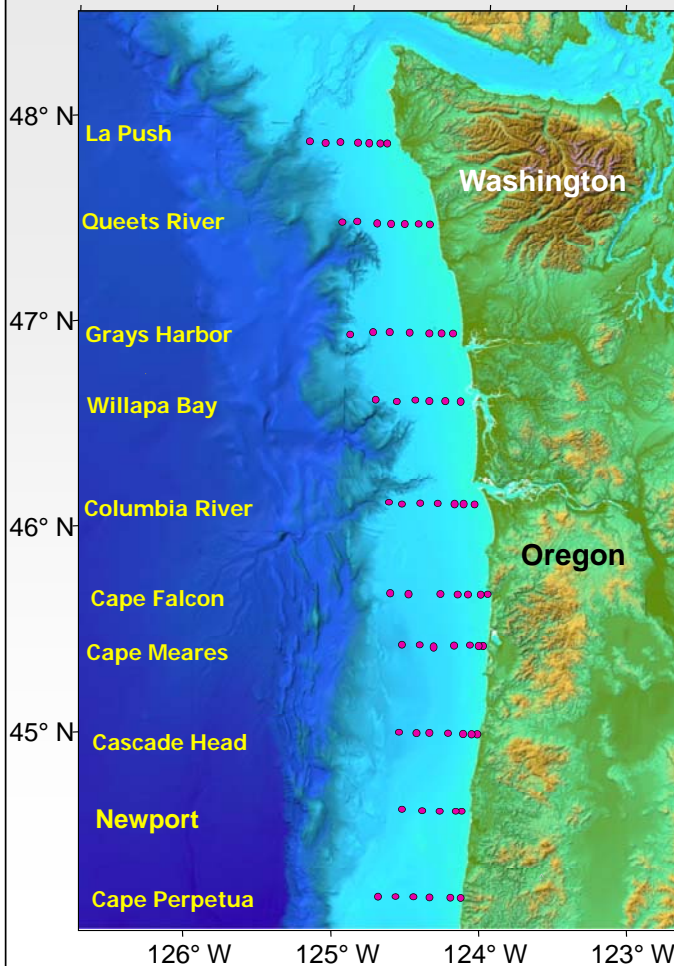 48° N
La Push
Washington
Queets River
47° N
Grays Harbor
Willapa Bay
Columbia River
46° N
Oregon
Cape Falcon
Cape Meares
45° N
Cascade Head
Newport
Cape Perpetua
126° W 125° W 124° W 123° W